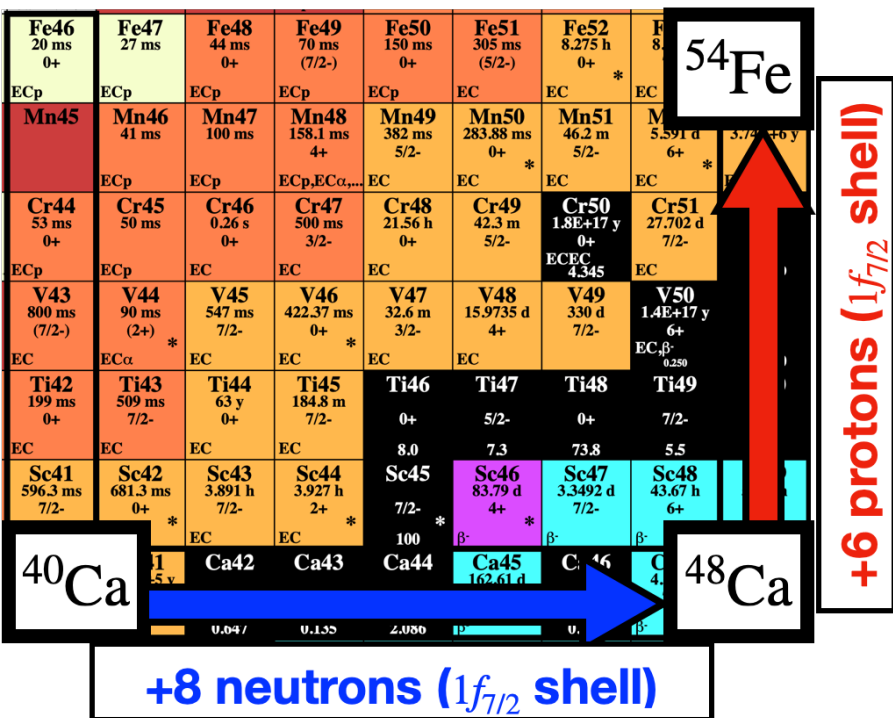 Fe46 Fe47 Fe48 Fe49 Fe50 Fe51 Fe52
20 ms 27 ms 44 ms 70 ms 150 ms 305 ms 8.275 h 8.
0+ 0+ (7/2-) 0+ (5/2-) 0+
*
ECp ECp ECp ECp EC EC EC EC
54Fe
Mn45 Mn46 Mn47 Mn48 Mn49 Mn50 Mn51
41 ms 100 ms 158.1 ms 382 ms 283.88 ms 46.2 m 5.591 d
4+ 5/2- 0+ 5/2- 6+
* *
ECp ECp ECp,ECα,... EC EC EC EC
Cr44 Cr45 Cr46 Cr47 Cr48 Cr49 Cr50 Cr51
53 ms 50 ms 0.26 s 500 ms 21.56 h 42.3 m 1.8E+17 y 27.702 d
0+ 0+ 3/2- 0+ 5/2- 0+ 7/2-
ECp ECp EC EC EC EC ECEC EC
4.345
V43 V44 V45 V46 V47 V48 V49 V50
800 ms 90 ms 547 ms 422.37 ms 32.6 m 15.9735 d 330 d 1.4E+17 y
(7/2-) (2+) 7/2- 0+ 3/2- 4+ 7/2- 6+
* *
EC ECα EC EC EC EC EC,β-
0.250
Ti42 Ti43 Ti44 Ti45 Ti46 Ti47 Ti48 Ti49
199 ms 509 ms 63 y 184.8 m
0+ 7/2- 0+ 7/2- 0+ 5/2- 0+ 7/2-
EC EC EC EC 8.0 7.3 73.8 5.5
Sc41 Sc42 Sc43 Sc44 Sc45 Sc46 Sc47 Sc48
596.3 ms 681.3 ms 3.891 h 3.927 h 83.79 d 3.3492 d 43.67 h
7/2- 0+ 7/2- 2+ 7/2- 4+ 7/2- 6+
* * * *
EC EC 100 β- β- β-
40Ca
Ca42 Ca43 Ca44 Ca45
162.61 d
0.647 0.135 2.086 β- β-
48Ca
+8 neutrons (1f7/2 shell)
+6 protons (1f7/2 shell)